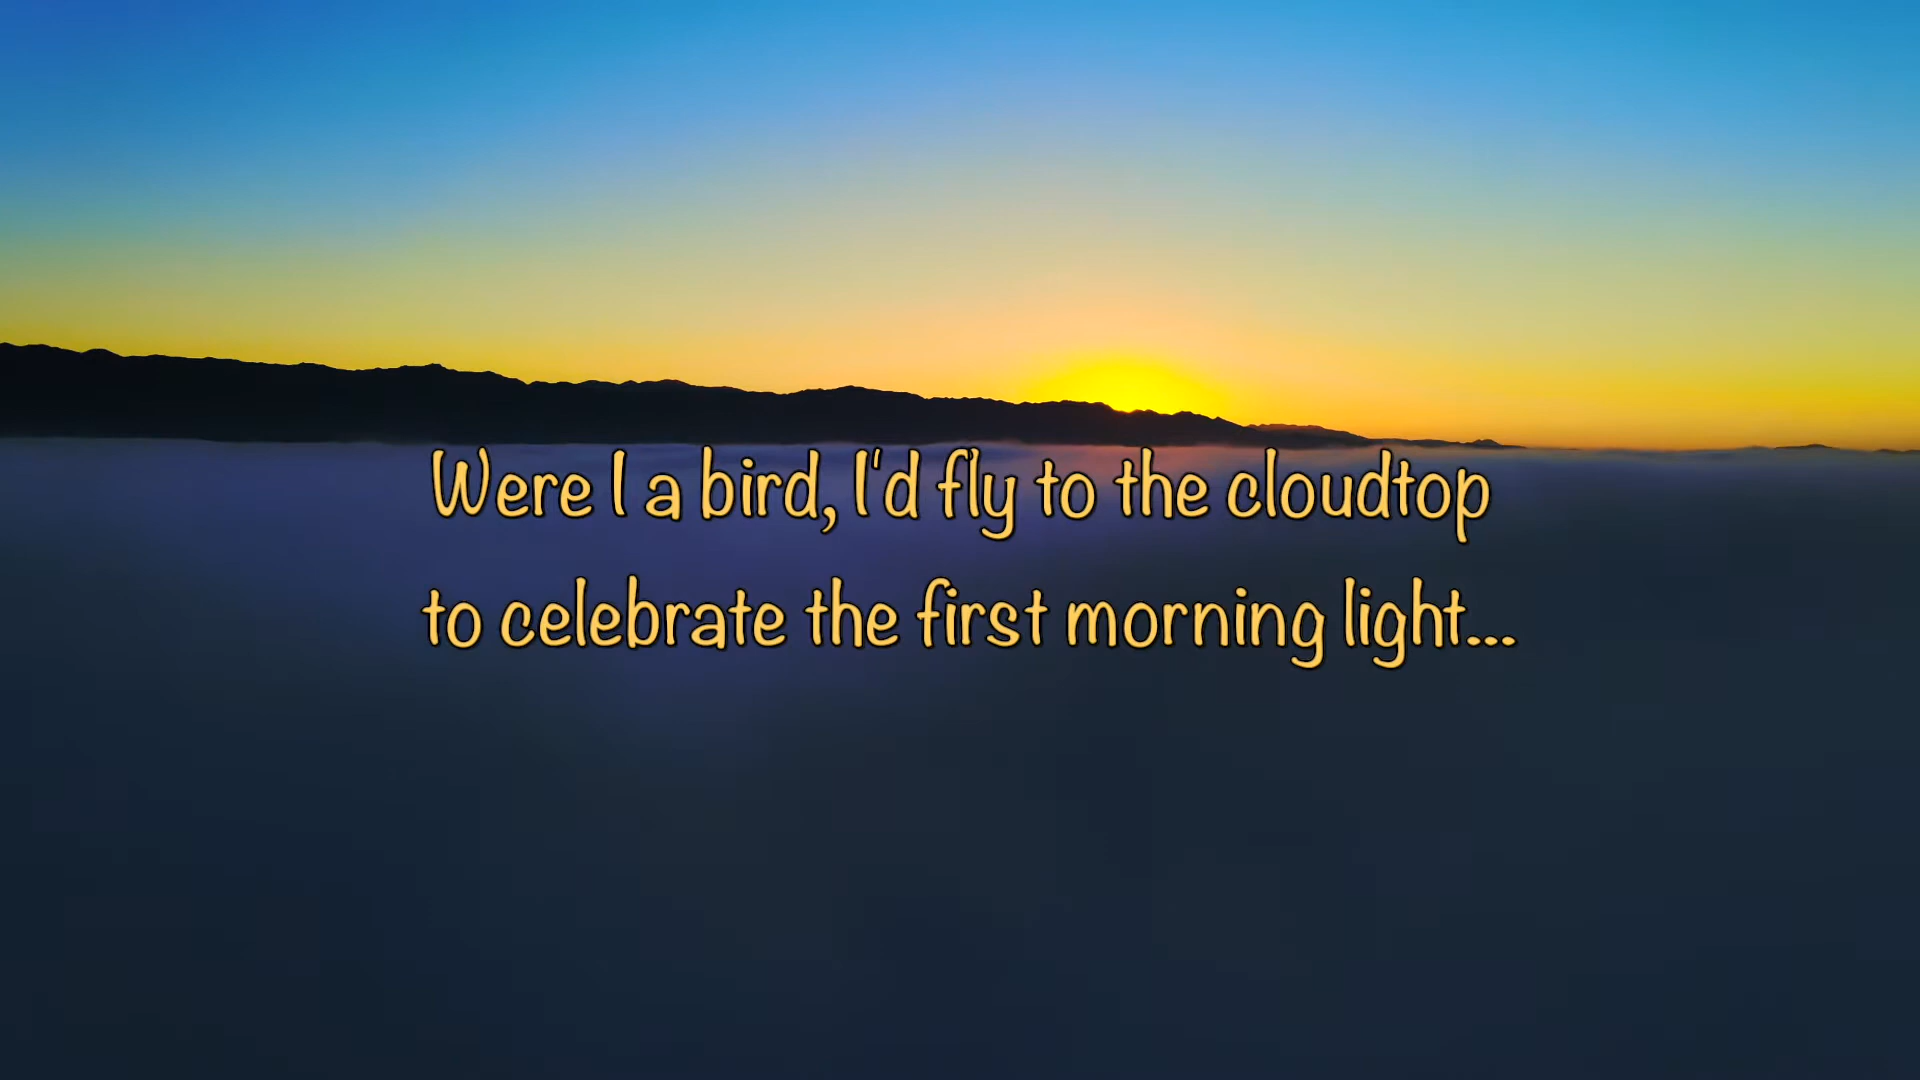 Were I a bird, I'd fly to the cloudtop
to celebrate the first morning light...